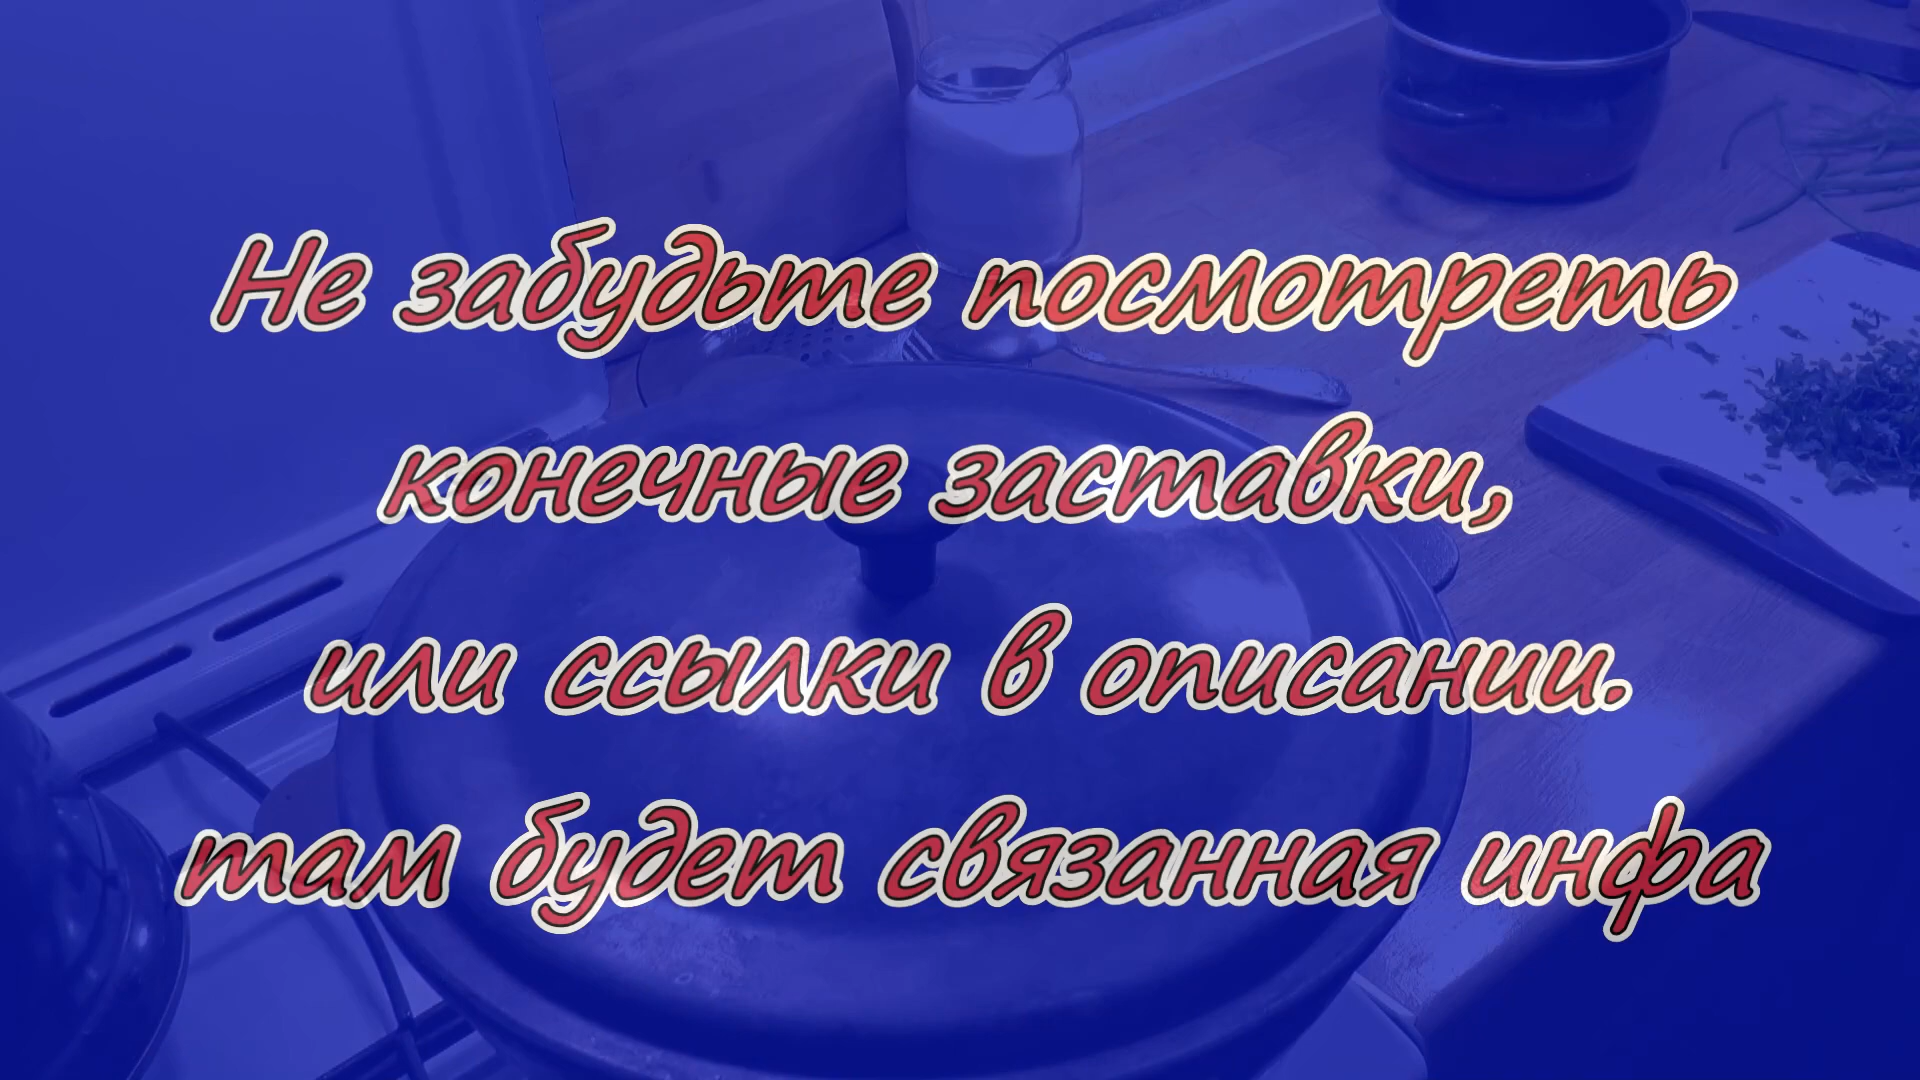 Не забудьте посмотреть
конечные заставки,
или ссылки в описании.
там будет связанная инфа